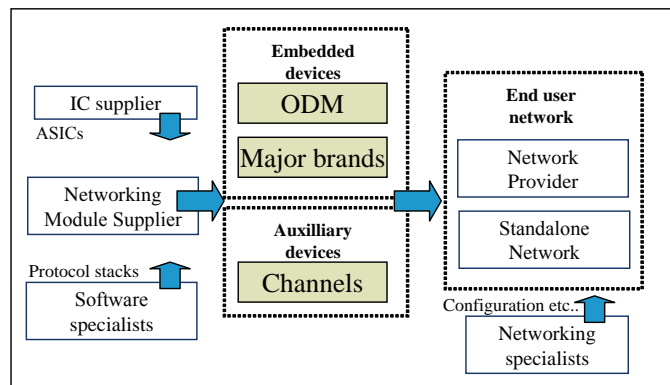 IC supplier
ASICs
Networking
Module Supplier
Protocol stacks
Software
specialists
Embedded
devices
ODM
Major brands
Auxilliary
devices
Channels
End user
network
Network
Provider
Standalone
Network
Configuration etc..
Networking
specialists